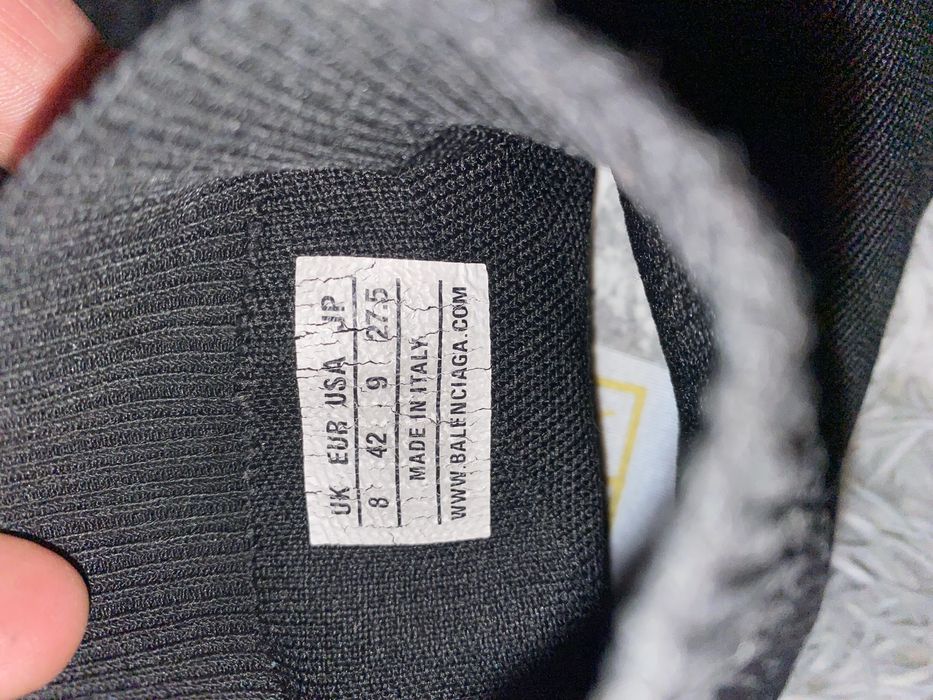 UK EUR USA JP
8 42 9 27.5
MADE IN ITALY
WWW.BALENCIAGA.COM